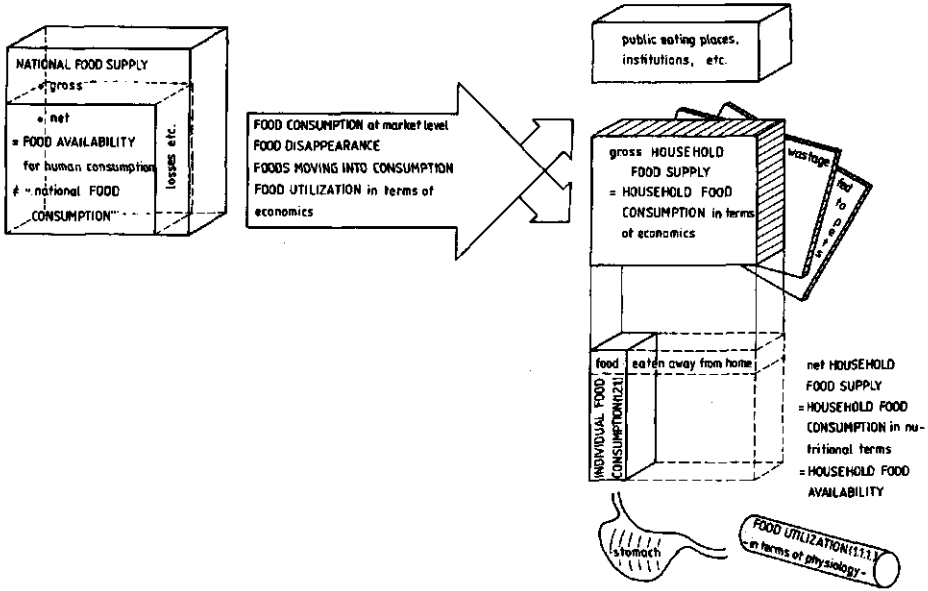 NATIONAL FOOD SUPPLY
• gross
• net
= FOOD AVAILABILITY
for human consumption
≠ "national FOOD
CONSUMPTION"
losses etc.
FOOD CONSUMPTION at market level
FOOD DISAPPEARANCE
FOODS MOVING INTO CONSUMPTION
FOOD UTILIZATION in terms of
economics
public eating places,
institutions, etc.
gross HOUSEHOLD
FOOD SUPPLY
= HOUSEHOLD FOOD
CONSUMPTION in terms
of economics
wastage
fed to pets
food eaten away from home
INDIVIDUAL FOOD
CONSUMPTION(1.2.1)
net HOUSEHOLD
FOOD SUPPLY
= HOUSEHOLD FOOD
CONSUMPTION in nu-
tritional terms
= HOUSEHOLD FOOD
AVAILABILITY
stomach
FOOD UTILIZATION(1.1.1.)
- in terms of physiology -